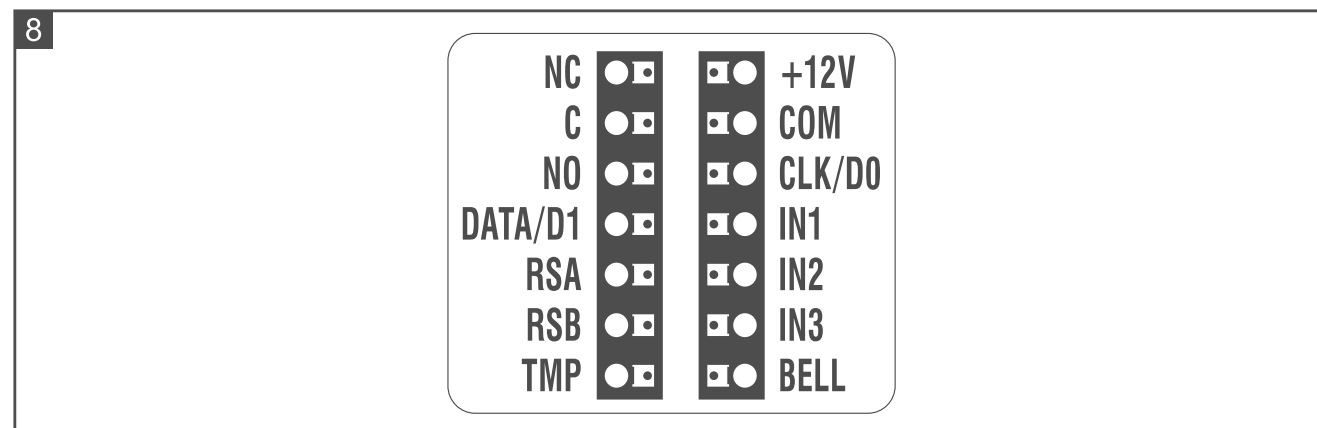 8
NC +12V
C COM
NO CLK/D0
DATA/D1 IN1
RSA IN2
RSB IN3
TMP BELL